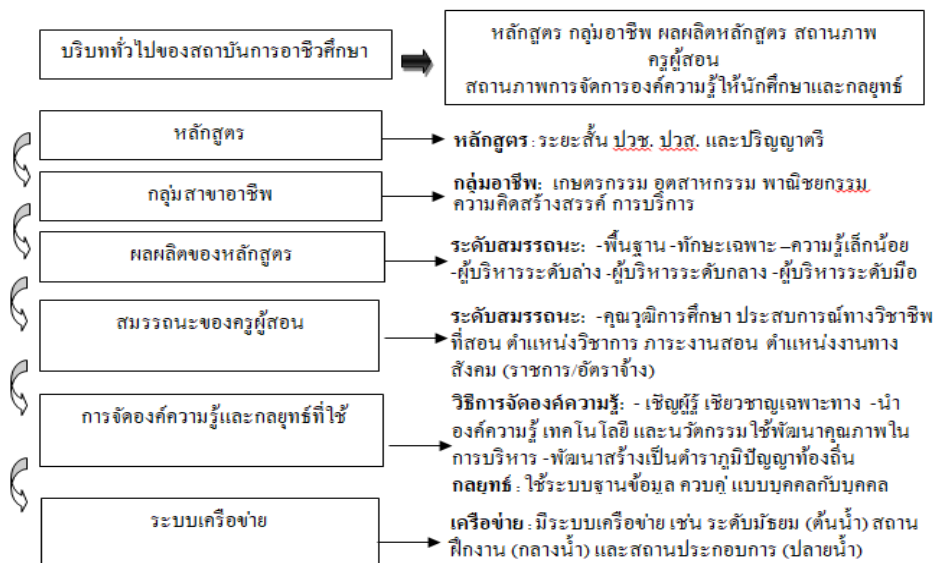 บริบททั่วไปของสถาบันการอาชีวศึกษา
หลักสูตร กลุ่มอาชีพ ผลผลิตหลักสูตร สถานภาพ
ครูผู้สอน
สถานภาพการจัดการองค์ความรู้ให้นักศึกษาและกลยุทธ์
หลักสูตร
หลักสูตร : ระยะสั้น ปวช. ปวส. และปริญญาตรี
กลุ่มสาขาอาชีพ
กลุ่มอาชีพ: เกษตรกรรม อุตสาหกรรม พาณิชยกรรม
ความคิดสร้างสรรค์ การบริการ
ผลผลิตของหลักสูตร
ระดับสมรรถนะ: -พื้นฐาน -ทักษะเฉพาะ –ความรู้เล็กน้อย
-ผู้บริหารระดับล่าง -ผู้บริหารระดับกลาง -ผู้บริหารระดับมือ
สมรรถนะของครูผู้สอน
ระดับสมรรถนะ: -คุณวุฒิการศึกษา ประสบการณ์ทางวิชาชีพ
ที่สอน ตำแหน่งวิชาการ ภาระงานสอน ตำแหน่งงานทาง
สังคม (ราชการ/อัตราจ้าง)
การจัดองค์ความรู้และกลยุทธ์ที่ใช้
วิธีการจัดองค์ความรู้: - เชิญผู้รู้ เชียวชาญเฉพาะทาง -นำ
องค์ความรู้ เทคโนโลยี และนวัตกรรมใช้พัฒนาคุณภาพใน
การบริหาร -พัฒนาสร้างเป็นตำราภูมิปัญญาท้องถิ่น
กลยุทธ์ : ใช้ระบบฐานข้อมูล ควบคู่ แบบบุคคลกับบุคคล
ระบบเครือข่าย
เครือข่าย : มีระบบเครือข่าย เช่น ระดับมัธยม (ต้นน้ำ) สถาน
ฝึกงาน (กลางน้ำ) และสถานประกอบการ (ปลายน้ำ)